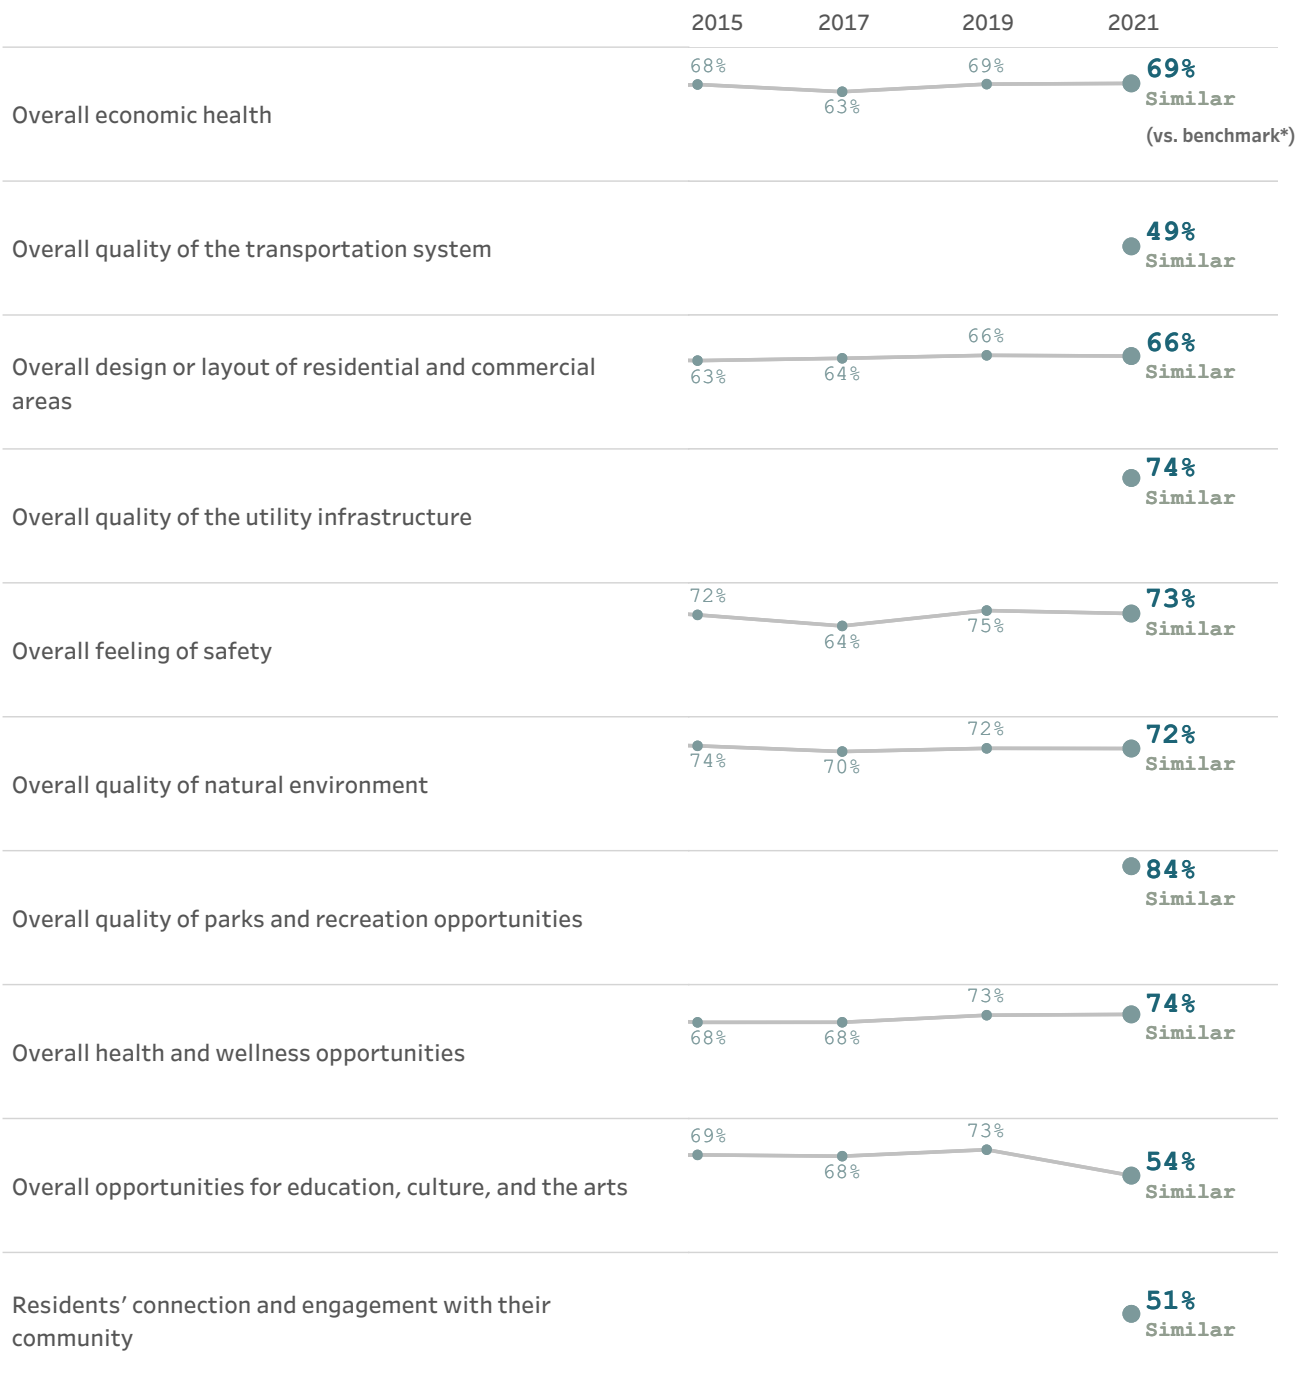 2015 2017 2019 2021
68% 69% 69%
63% Similar
Overall economic health
(vs. benchmark*)
49%
Overall quality of the transportation system
Similar
66% 66%
Overall design or layout of residential and commercial
63% 64% Similar
areas
74%
Similar
Overall quality of the utility infrastructure
72% 73%
64% 75% Similar
Overall feeling of safety
72% 72%
74% 70% Similar
Overall quality of natural environment
84%
Similar
Overall quality of parks and recreation opportunities
73% 74%
68% 68% Similar
Overall health and wellness opportunities
69% 73%
54%
68%
Overall opportunities for education, culture, and the arts
Similar
51%
Residents’ connection and engagement with their
Similar
community